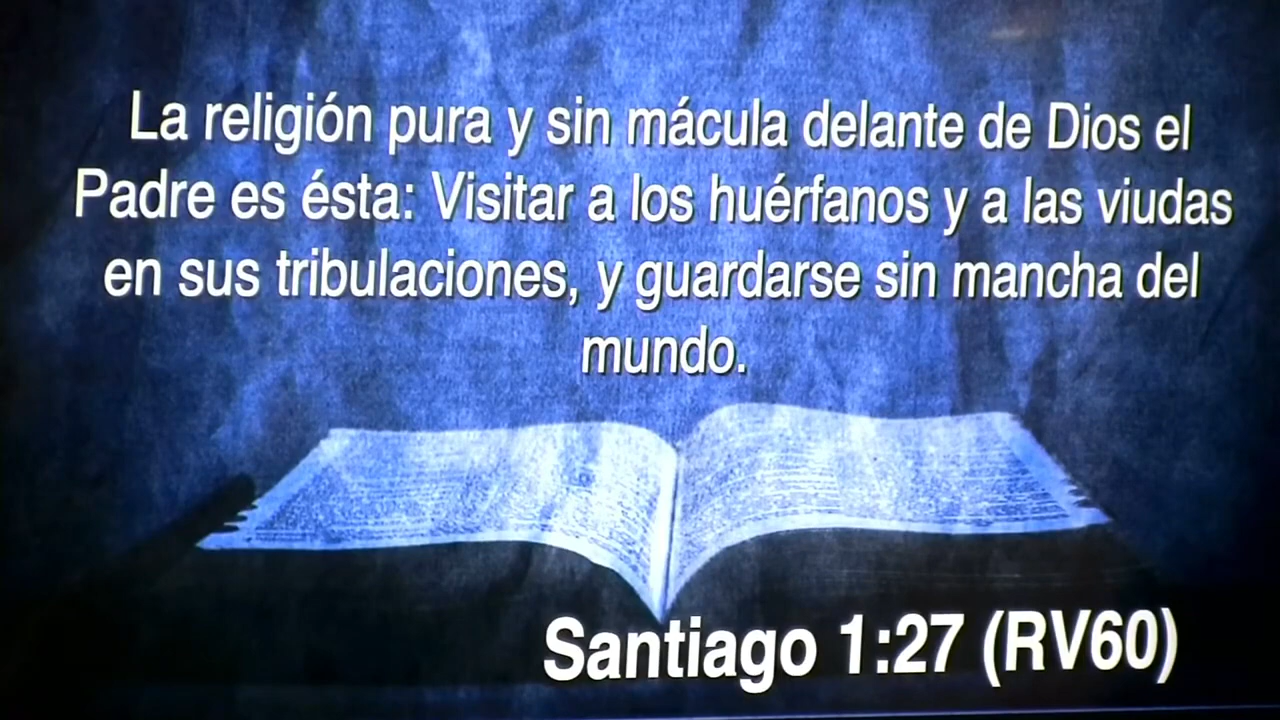 La religión pura y sin mácula delante de Dios el
Padre es ésta: Visitar a los huérfanos y a las viudas
en sus tribulaciones, y guardarse sin mancha del
mundo.
Santiago 1:27 (RV60)